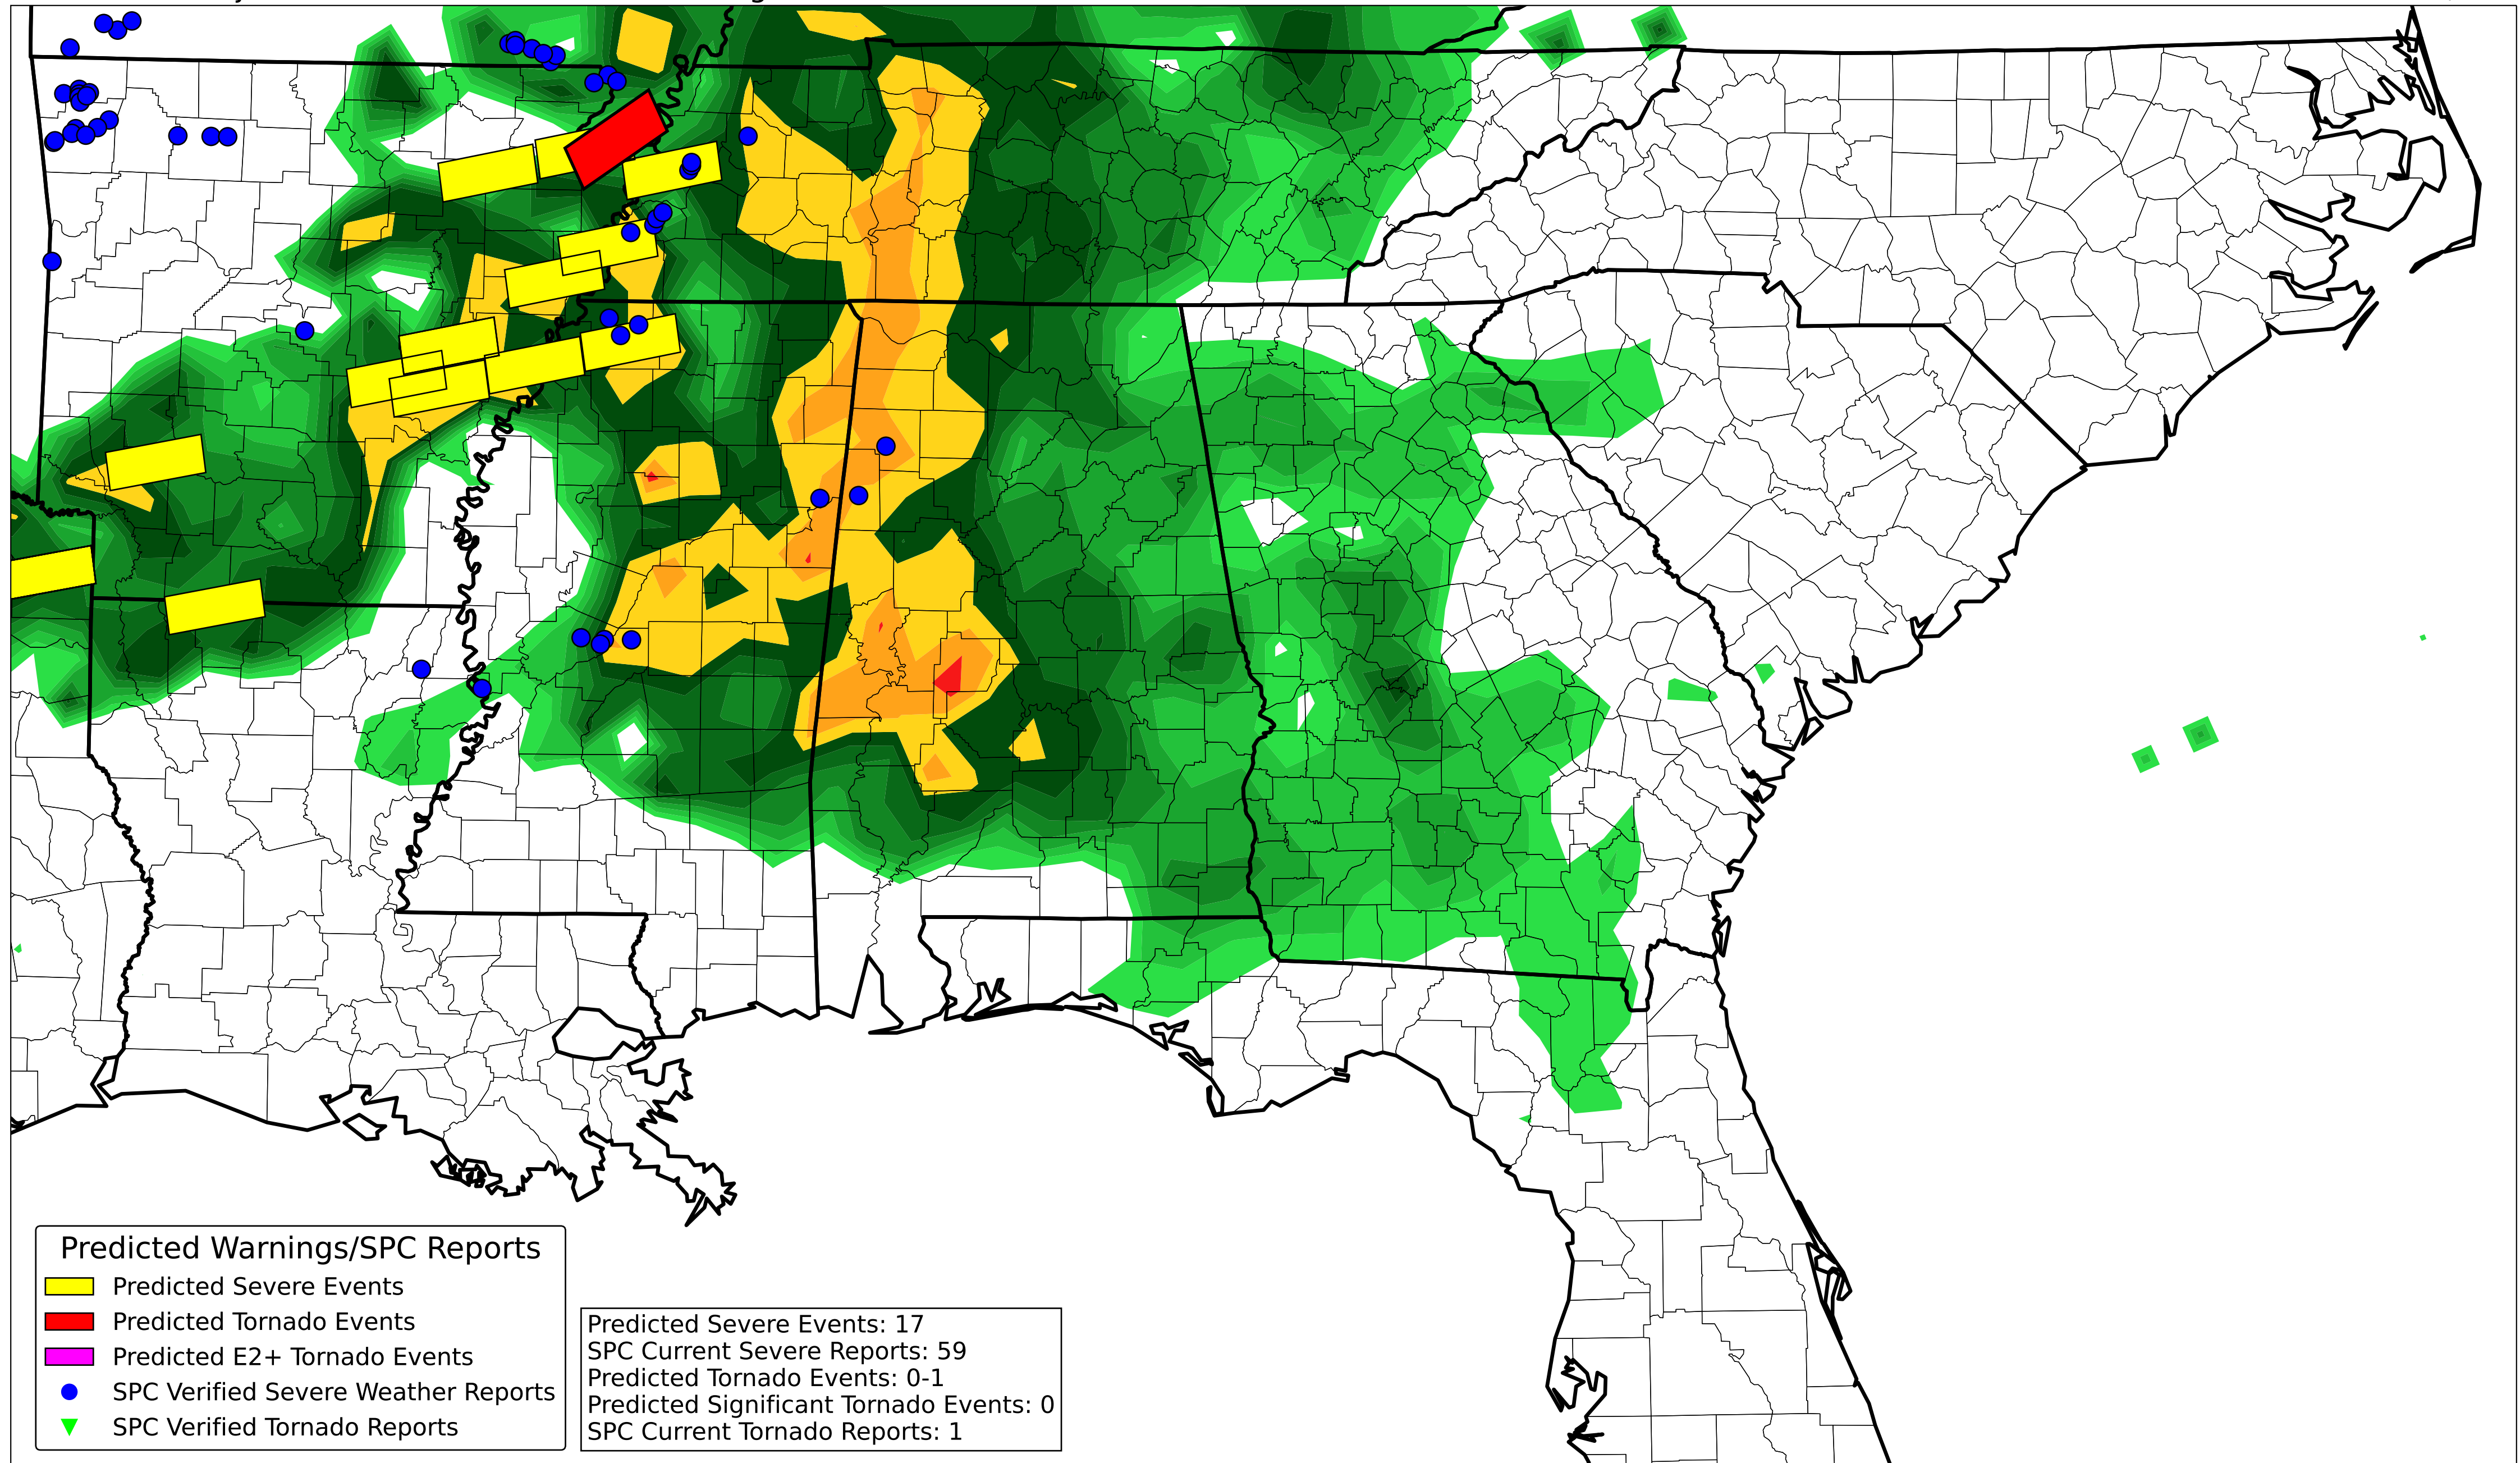 Predicted Warnings/SPC Reports
Predicted Severe Events
Predicted Tornado Events
Predicted E2+ Tornado Events
SPC Verified Severe Weather Reports
SPC Verified Tornado Reports
Predicted Severe Events: 17
SPC Current Severe Reports: 59
Predicted Tornado Events: 0-1
Predicted Significant Tornado Events: 0
SPC Current Tornado Reports: 1